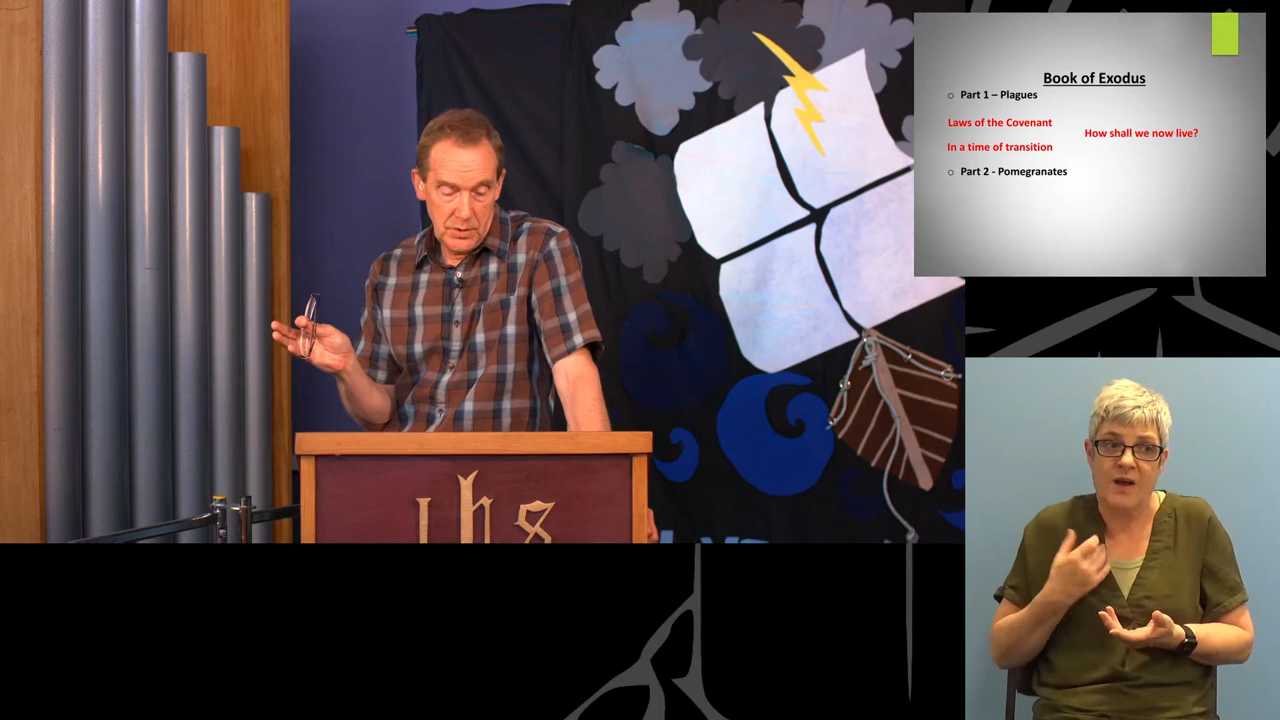 Book of Exodus
○ Part 1 – Plagues
Laws of the Covenant
How shall we now live?
In a time of transition
○ Part 2 - Pomegranates
ihs